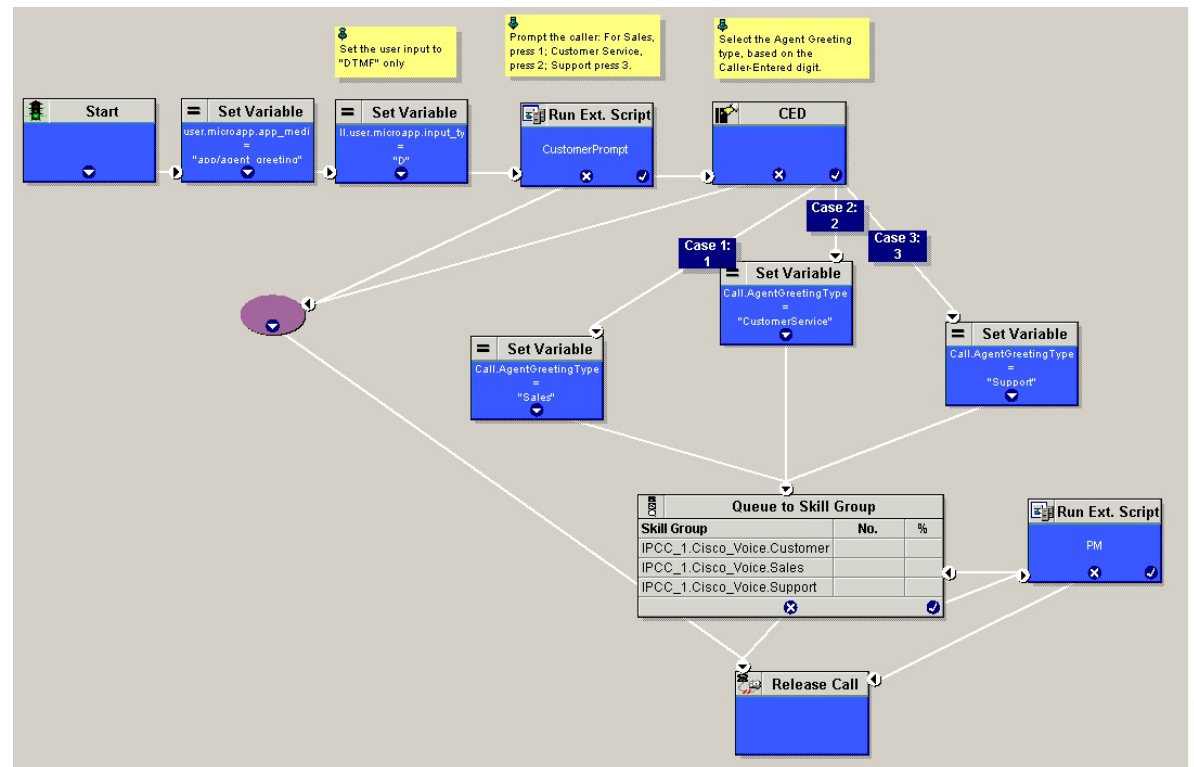 Set the user input to
"DTMF" only
Prompt the caller: For Sales,
press 1; Customer Service,
press 2; Support press 3.
Select the Agent Greeting
type, based on the
Caller-Entered digit.
Start
Set Variable
user.microapp.app_medi
=
"app/agent_greeting"
Set Variable
ll.user.microapp.input_ty
=
"D"
Run Ext. Script
CustomerPrompt
CED
Case 1:
1
Case 2:
2
Case 3:
3
Set Variable
Call.AgentGreetingType
=
"CustomerService"
Set Variable
Call.AgentGreetingType
=
"Sales"
Set Variable
Call.AgentGreetingType
=
"Support"
Queue to Skill Group
Skill Group No. %
IPCC_1.Cisco_Voice.Customer
IPCC_1.Cisco_Voice.Sales
IPCC_1.Cisco_Voice.Support
Run Ext. Script
PM
Release Call